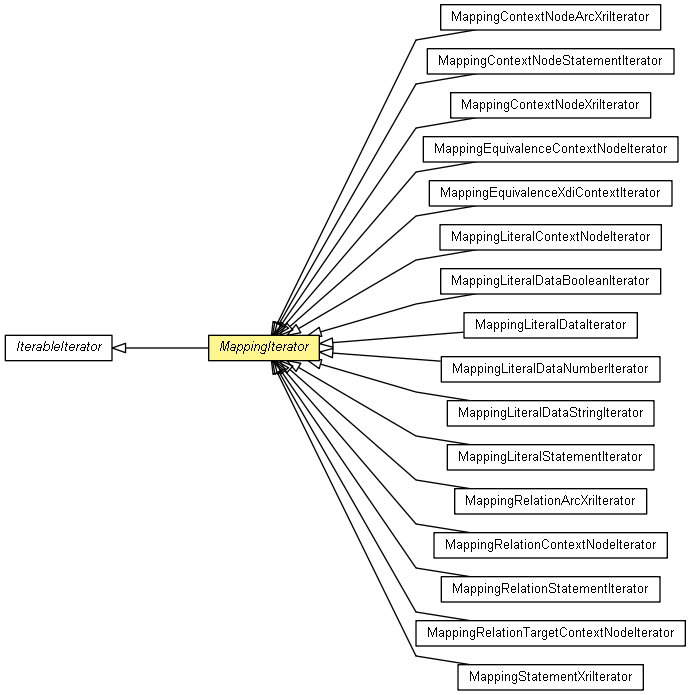 MappingContextNodeArcXriIterator
MappingContextNodeStatementIterator
MappingContextNodeXriIterator
MappingEquivalenceContextNodeIterator
MappingEquivalenceXdiContextIterator
MappingLiteralContextNodeIterator
MappingLiteralDataBooleanIterator
MappingLiteralDataIterator
IterableIterator
MappingIterator
MappingLiteralDataNumberIterator
MappingLiteralDataStringIterator
MappingLiteralStatementIterator
MappingRelationArcXriIterator
MappingRelationContextNodeIterator
MappingRelationStatementIterator
MappingRelationTargetContextNodeIterator
MappingStatementXriIterator